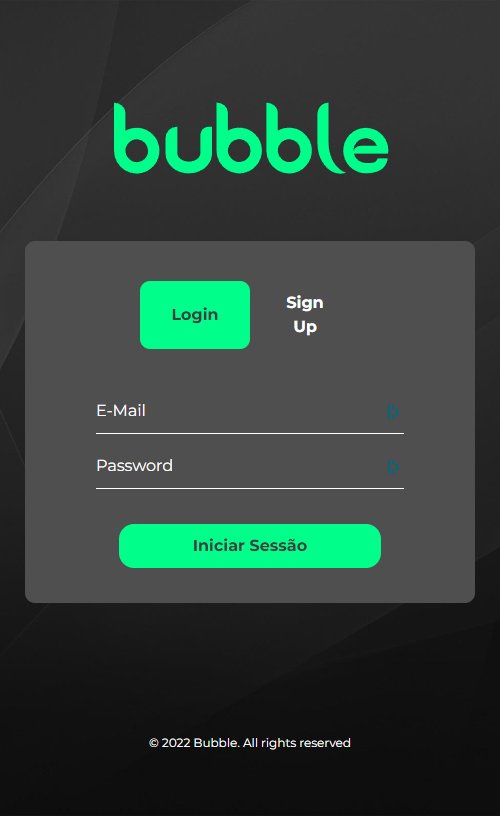 bubble
Login
Sign
Up
E-Mail
Password
Iniciar Sessão
© 2022 Bubble. All rights reserved